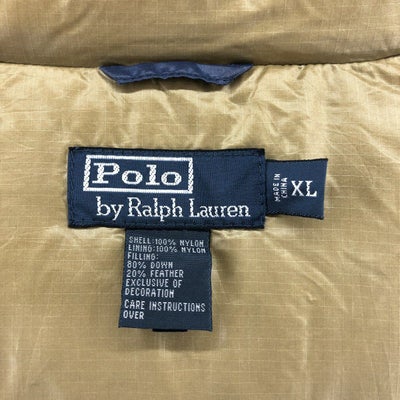 Polo
by Ralph Lauren
MADE IN
CHINA
XL
SHELL:100% NYLON
LINING:100% NYLON
FILLING:
80% DOWN
20% FEATHER
EXCLUSIVE OF
DECORATION
CARE INSTRUCTIONS
OVER